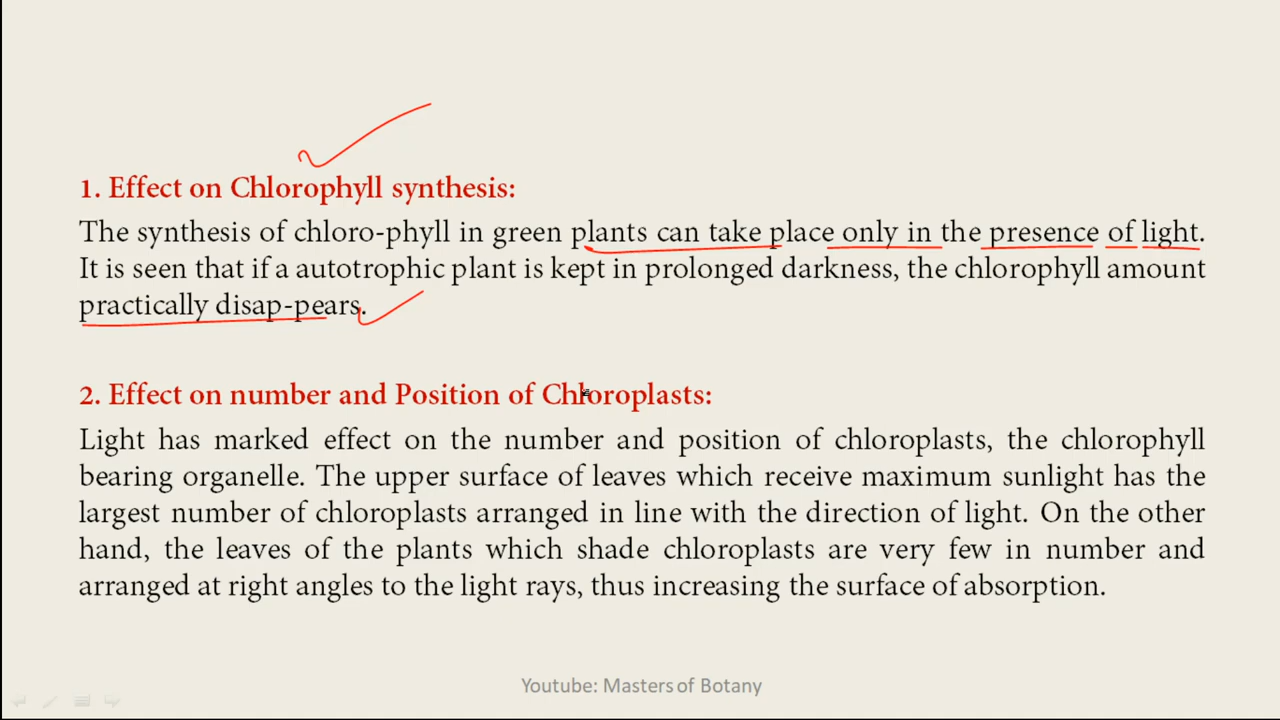 1. Effect on Chlorophyll synthesis:
The synthesis of chloro-phyll in green plants can take place only in the presence of light.
It is seen that if a autotrophic plant is kept in prolonged darkness, the chlorophyll amount
practically disap-pears.
2. Effect on number and Position of Chloroplasts:
Light has marked effect on the number and position of chloroplasts, the chlorophyll
bearing organelle. The upper surface of leaves which receive maximum sunlight has the
largest number of chloroplasts arranged in line with the direction of light. On the other
hand, the leaves of the plants which shade chloroplasts are very few in number and
arranged at right angles to the light rays, thus increasing the surface of absorption.
Youtube: Masters of Botany